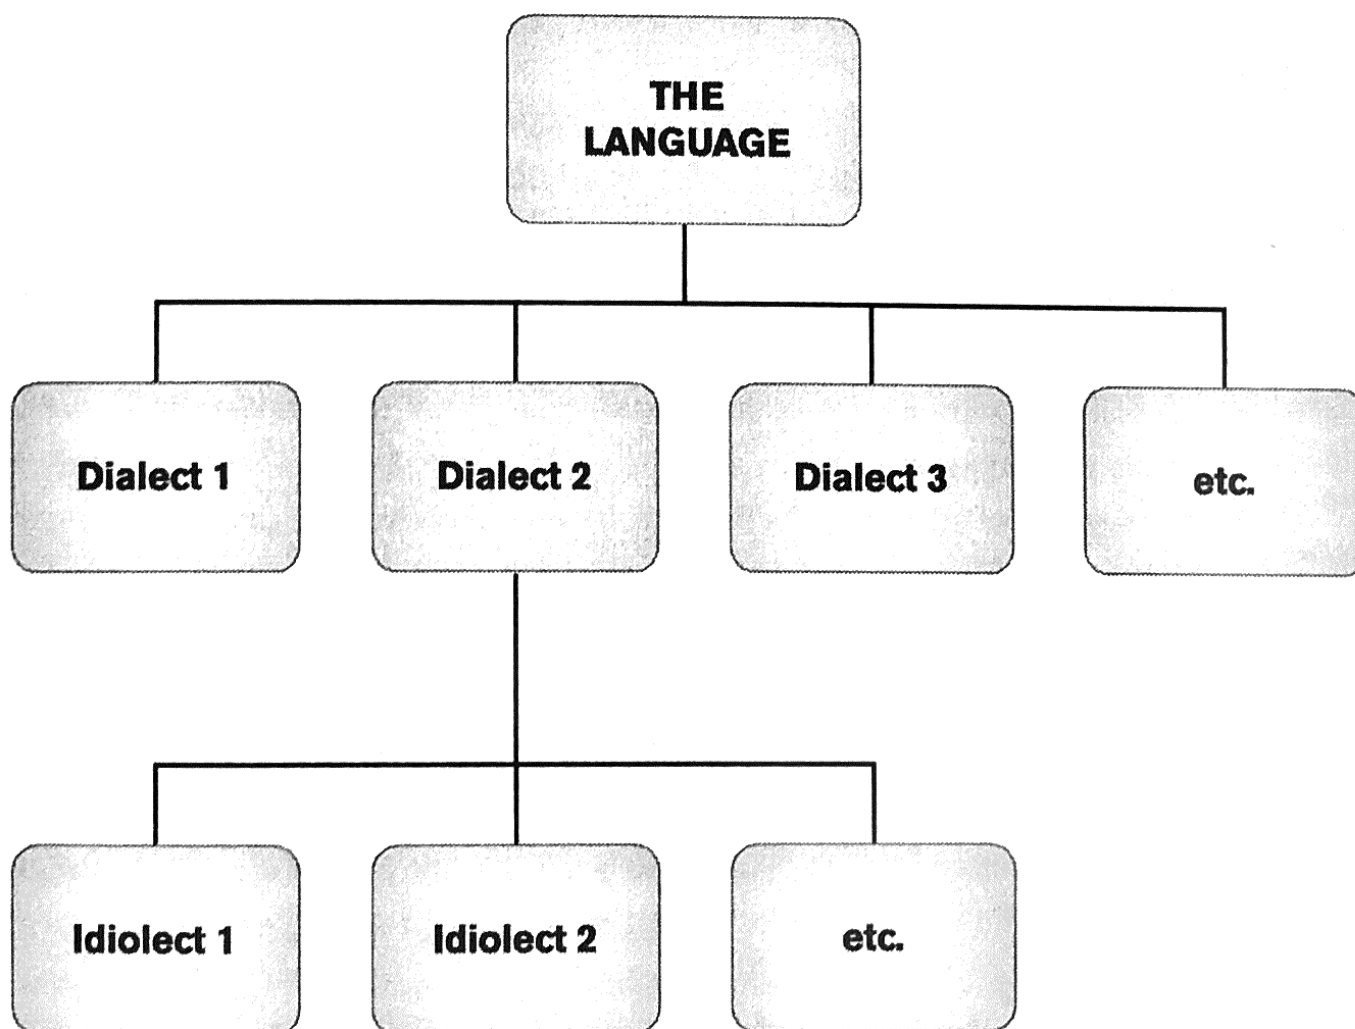 THE
LANGUAGE
Dialect 1
Dialect 2
Dialect 3
etc.
Idiolect 1
Idiolect 2
etc.